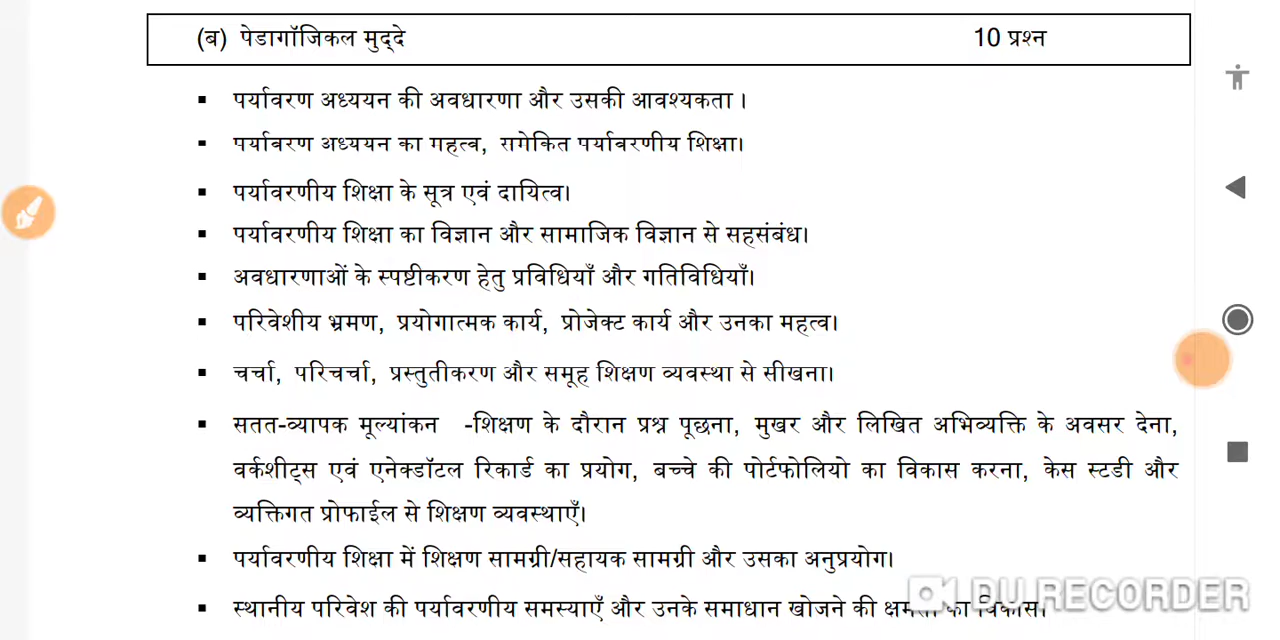 (ब) पेडागॉजिकल मुद्दे 10 प्रश्न
▪ पर्यावरण अध्ययन की अवधारणा और उसकी आवश्यकता ।
▪ पर्यावरण अध्ययन का महत्व, समेकित पर्यावरणीय शिक्षा।
▪ पर्यावरणीय शिक्षा के सूत्र एवं दायित्व।
▪ पर्यावरणीय शिक्षा का विज्ञान और सामाजिक विज्ञान से सहसंबंध।
▪ अवधारणाओं के स्पष्टीकरण हेतु प्रविधियाँ और गतिविधियाँ।
▪ परिवेशीय भ्रमण, प्रयोगात्मक कार्य, प्रोजेक्ट कार्य और उनका महत्व।
▪ चर्चा, परिचर्चा, प्रस्तुतीकरण और समूह शिक्षण व्यवस्था से सीखना।
▪ सतत-व्यापक मूल्यांकन -शिक्षण के दौरान प्रश्न पूछना, मुखर और लिखित अभिव्यक्ति के अवसर देना,
वर्कशीट्स एवं एनेक्डॉटल रिकार्ड का प्रयोग, बच्चे की पोर्टफोलियो का विकास करना, केस स्टडी और
व्यक्तिगत प्रोफाईल से शिक्षण व्यवस्थाएँ।
▪ पर्यावरणीय शिक्षा में शिक्षण सामग्री/सहायक सामग्री और उसका अनुप्रयोग।
▪ स्थानीय परिवेश की पर्यावरणीय समस्याएँ और उनके समाधान खोजने की क्षमता का विकास।
DU RECORDER